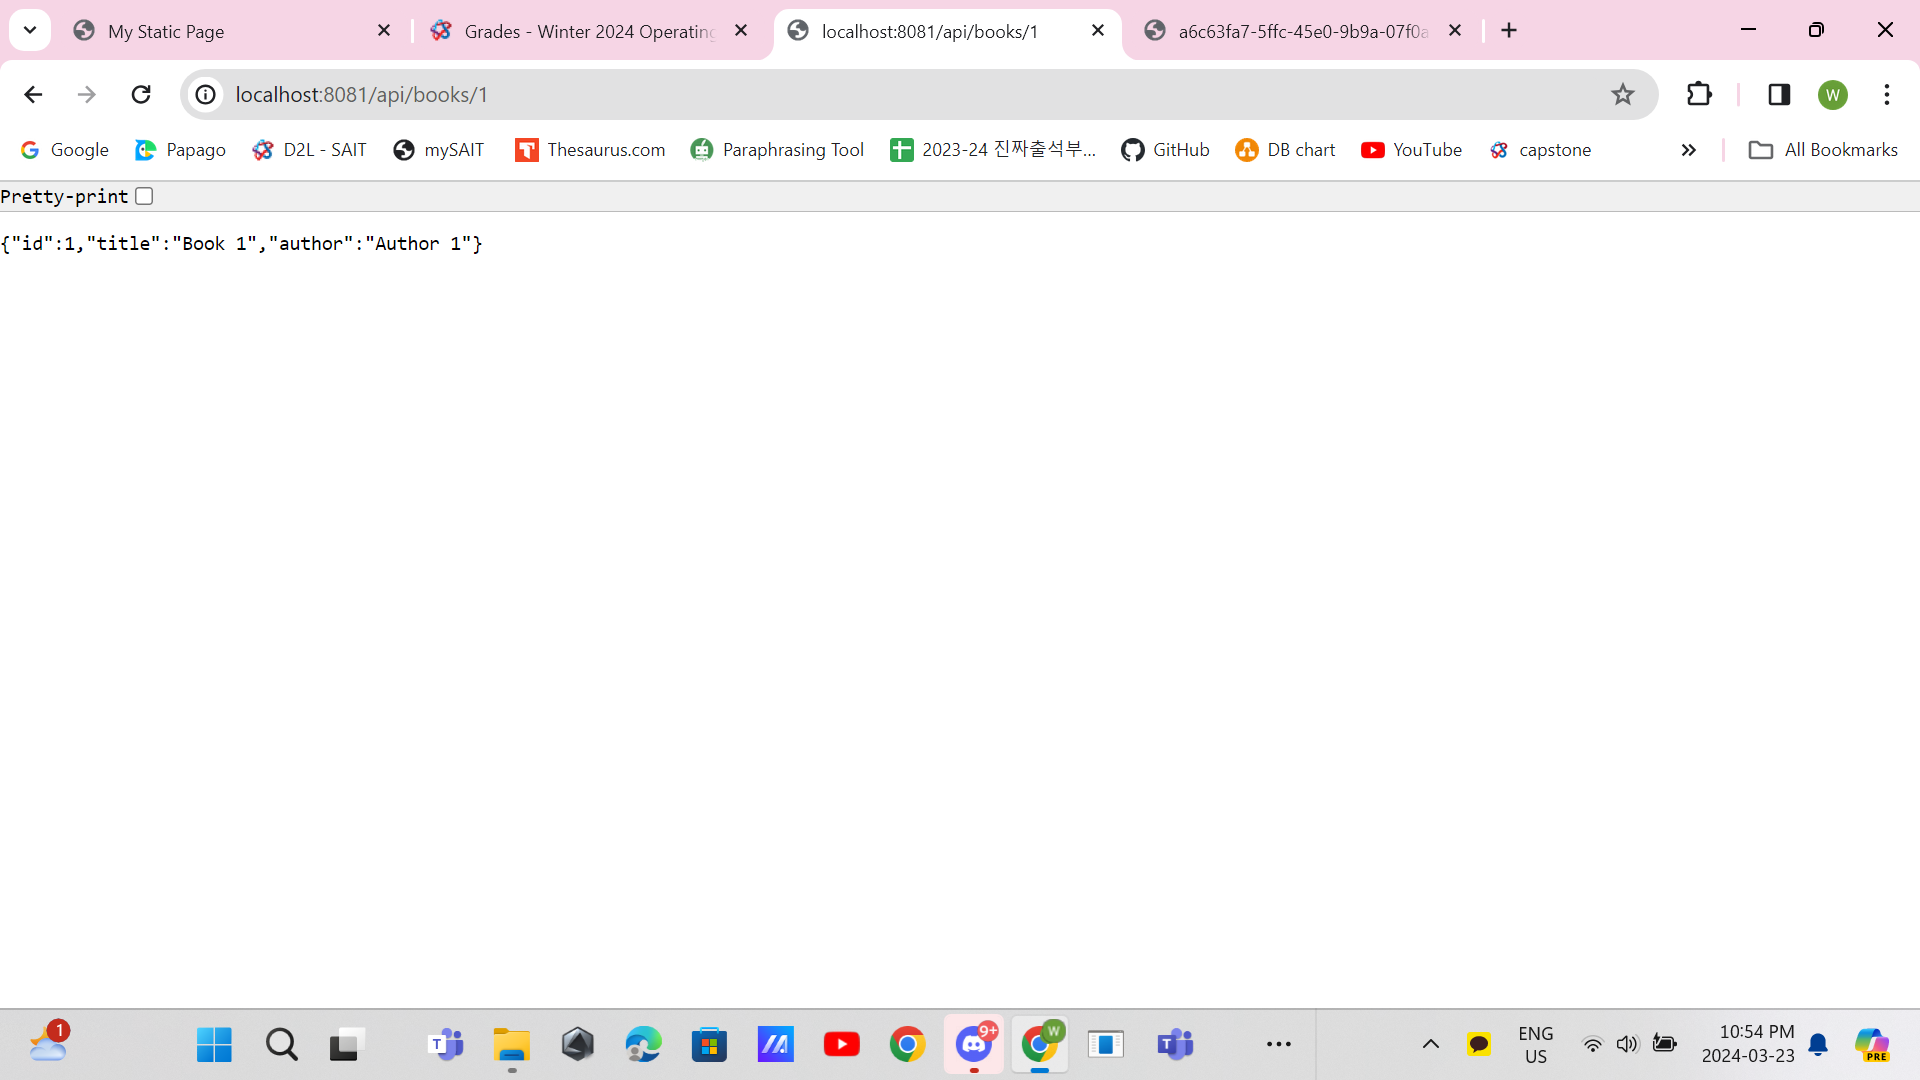 My Static Page
Grades - Winter 2024 Operating
localhost:8081/api/books/1
a6c63fa7-5ffc-45e0-9b9a-07f0a
localhost:8081/api/books/1
W
Google
Papago
D2L - SAIT
mySAIT
Thesaurus.com
Paraphrasing Tool
2023-24 진짜출석부...
GitHub
DB chart
YouTube
capstone
All Bookmarks
Pretty-print
{"id":1,"title":"Book 1","author":"Author 1"}
1
T
9+
W
T
ENG
US
10:54 PM
2024-03-23
PRE